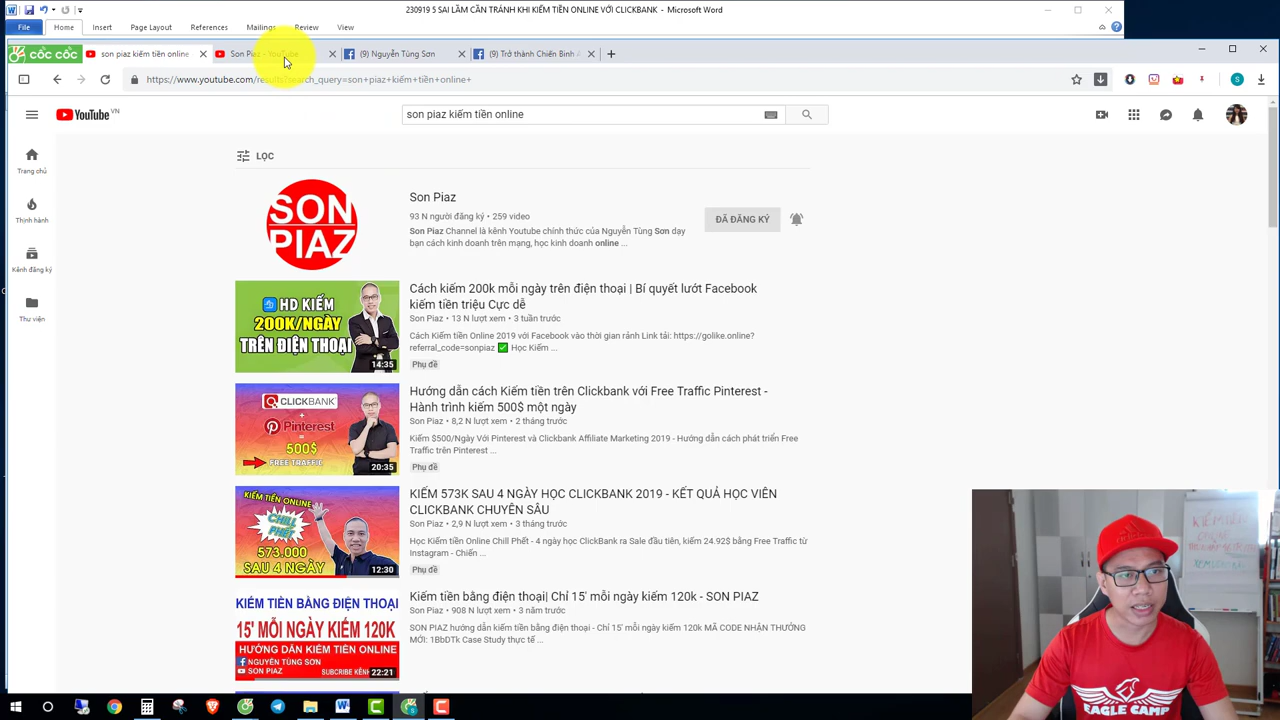 230919 5 SAI LẦM CẦN TRÁNH KHI KIẾM TIỀN ONLINE VỚI CLICKBANK - Microsoft Word
File Home Insert Page Layout References Mailings Review View
CỐC CỐC son piaz kiếm tiền online Son Piaz - YouTube (9) Nguyễn Tùng Sơn (9) Trở thành Chiến Binh
https://www.youtube.com/results?search_query=son+piaz+kiếm+tiền+online+
YouTube VN son piaz kiếm tiền online
LỌC
Trang chủ
Thịnh hành
Kênh đăng ký
Thư viện
SON PIAZ
Son Piaz
93 N người đăng ký • 259 video
Son Piaz Channel là kênh Youtube chính thức của Nguyễn Tùng Sơn dạy
bạn cách kinh doanh trên mạng, học kinh doanh online ...
ĐÃ ĐĂNG KÝ
HD KIẾM
200K/NGÀY
TRÊN ĐIỆN THOẠI
14:35
Cách kiếm 200k mỗi ngày trên điện thoại | Bí quyết lướt Facebook
kiếm tiền triệu Cực dễ
Son Piaz • 13 N lượt xem • 3 tuần trước
Cách Kiếm tiền Online 2019 với Facebook vào thời gian rảnh Link tải: https://golike.online?
referral_code=sonpiaz ✅ Học Kiếm ...
Phụ đề
CLICKBANK
+
Pinterest
=
500$
FREE TRAFFIC
20:35
Hướng dẫn cách Kiếm tiền trên Clickbank với Free Traffic Pinterest -
Hành trình kiếm 500$ một ngày
Son Piaz • 8,2 N lượt xem • 2 tháng trước
Kiếm $500/Ngày Với Pinterest và Clickbank Affiliate Marketing 2019 - Hướng dẫn cách phát triển Free
Traffic trên Pinterest ...
Phụ đề
KIẾM TIỀN ONLINE
CHILL
PHẾT
573.000
SAU 4 NGÀY
12:30
KIẾM 573K SAU 4 NGÀY HỌC CLICKBANK 2019 - KẾT QUẢ HỌC VIÊN
CLICKBANK CHUYÊN SÂU
Son Piaz • 2,9 N lượt xem • 3 tháng trước
Học Kiếm tiền Online Chill Phết - 4 ngày học ClickBank ra Sale đầu tiên, kiếm 24.92$ bằng Free Traffic từ
Instagram - Chiến ...
Phụ đề
KIẾM TIỀN BẰNG ĐIỆN THOẠI
15' MỖI NGÀY KIẾM 120K
HƯỚNG DẪN KIẾM TIỀN ONLINE
NGUYỄN TÙNG SƠN
SON PIAZ SUBSCRIBE KÊNH
22:21
Kiếm tiền bằng điện thoại| Chỉ 15' mỗi ngày kiếm 120k - SON PIAZ
Son Piaz • 908 N lượt xem • 3 năm trước
SON PIAZ hướng dẫn kiếm tiền bằng điện thoại - Chỉ 15' mỗi ngày kiếm 120k MÃ CODE NHẬN THƯỞNG
MỚI: 1BbDTk Case Study thực tế ...
KIẾM TIỀN
ONLINE
EAGLE CAMP